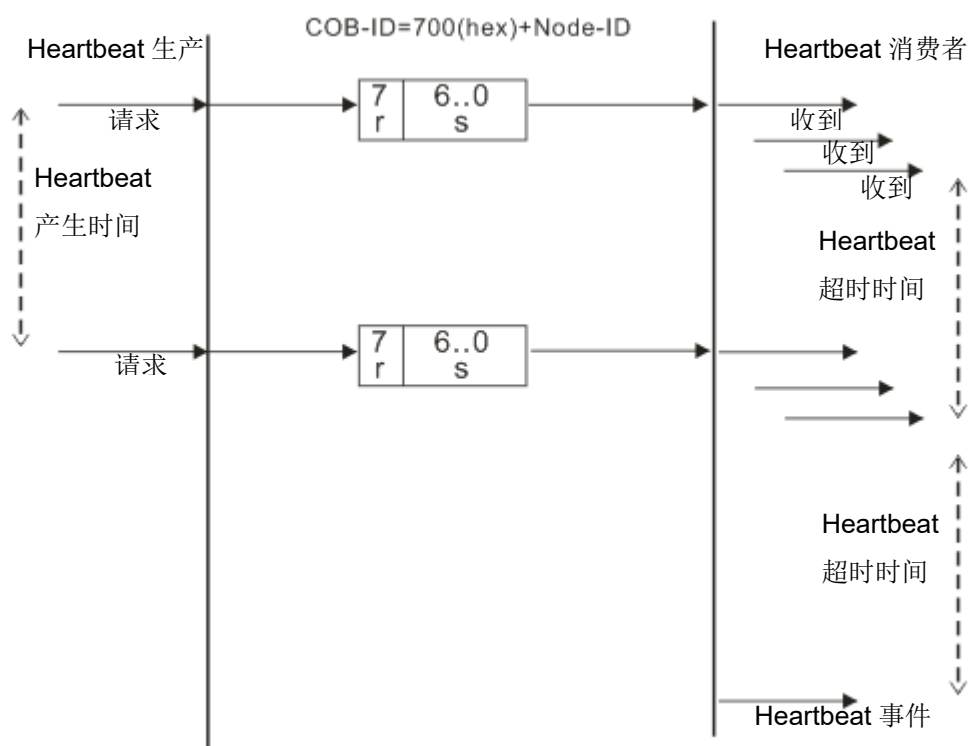 COB-ID=700(hex)+Node-ID
Heartbeat 生产
Heartbeat 消费者
请求
7
r
6..0
s
收到
收到
收到
Heartbeat
产生时间
Heartbeat
超时时间
请求
7
r
6..0
s
Heartbeat
超时时间
Heartbeat 事件